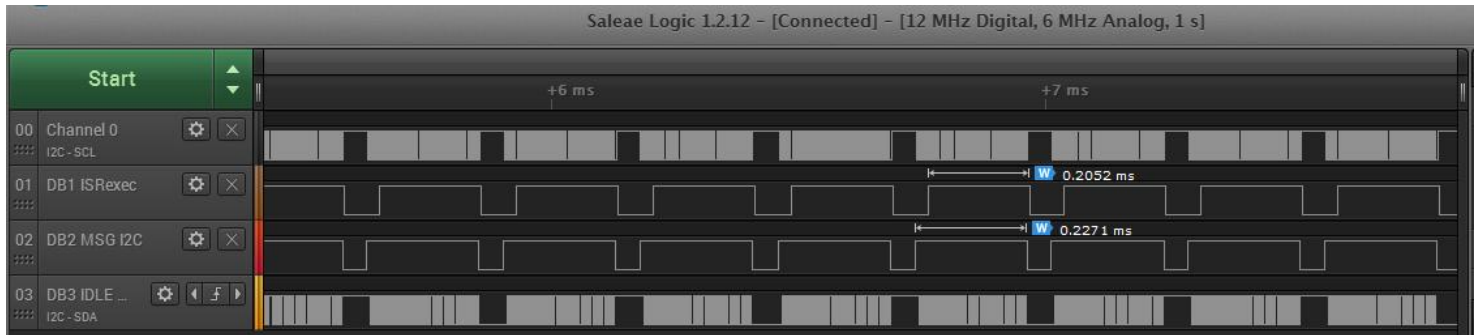 Saleae Logic 1.2.12 - [Connected] - [12 MHz Digital, 6 MHz Analog, 1 s]
Start
+6 ms
+7 ms
00 Channel 0
I2C - SCL
01 DB1 ISRexec
W 0.2052 ms
02 DB2 MSG I2C
W 0.2271 ms
03 DB3 IDLE ...
I2C - SDA